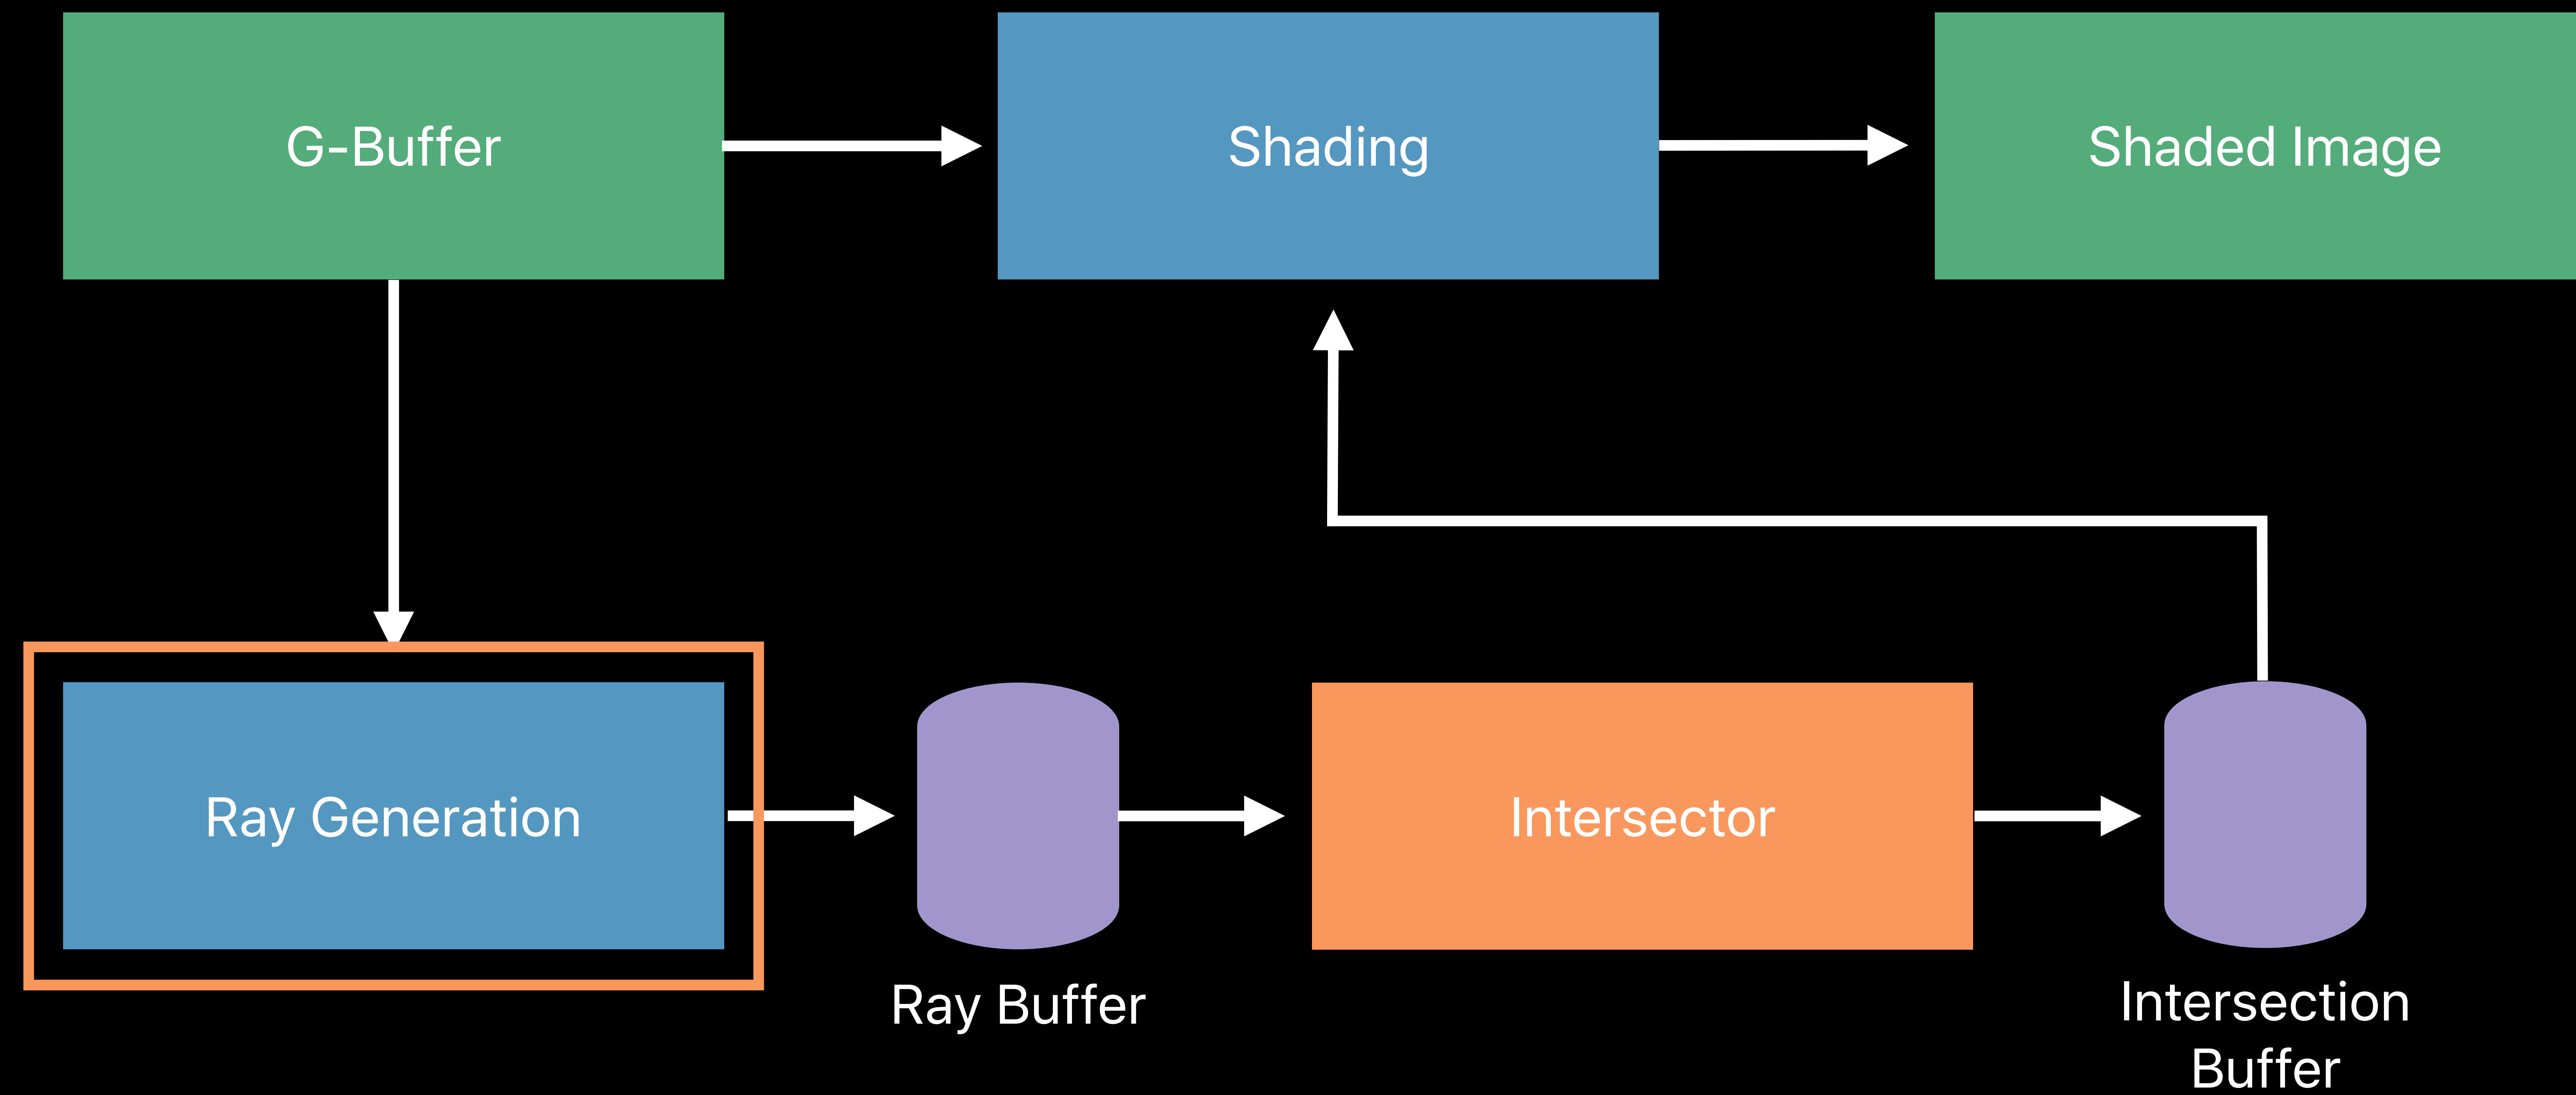 G-Buffer
Shading
Shaded Image
Ray Generation
Ray Buffer
Intersector
Intersection
Buffer